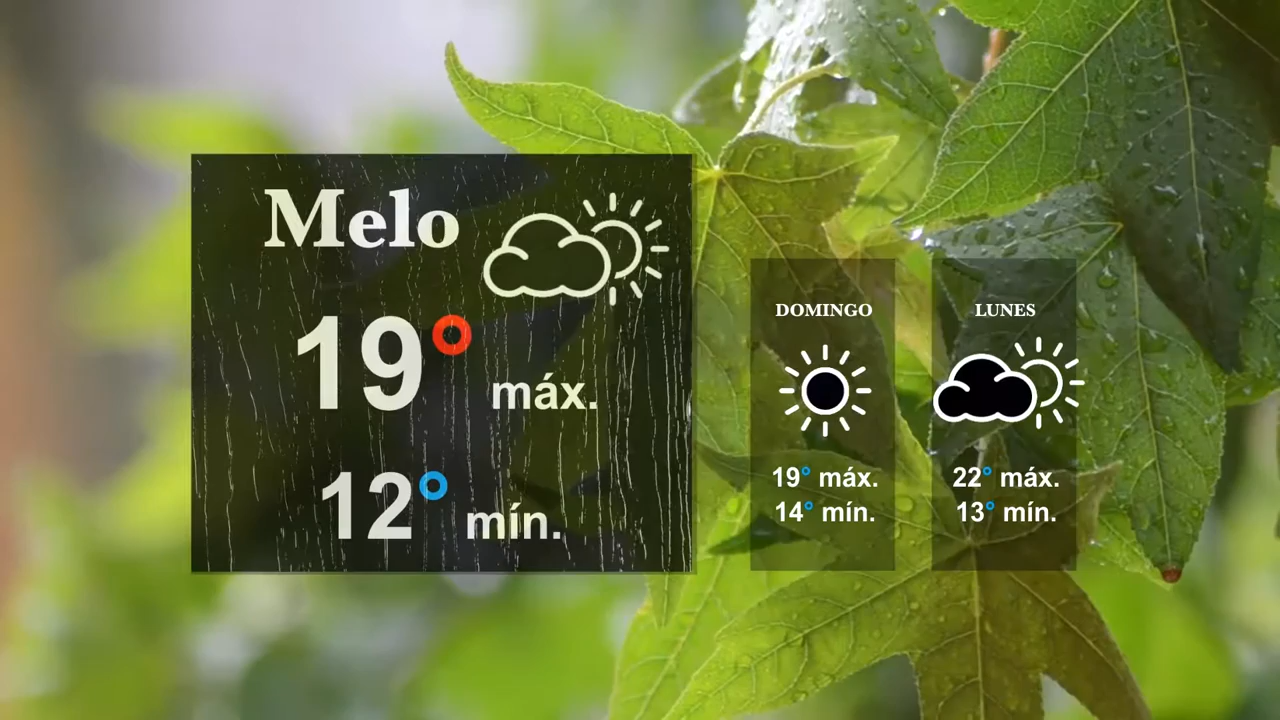 Melo
19° máx.
12° mín.
DOMINGO
19° máx.
14° mín.
LUNES
22° máx.
13° mín.